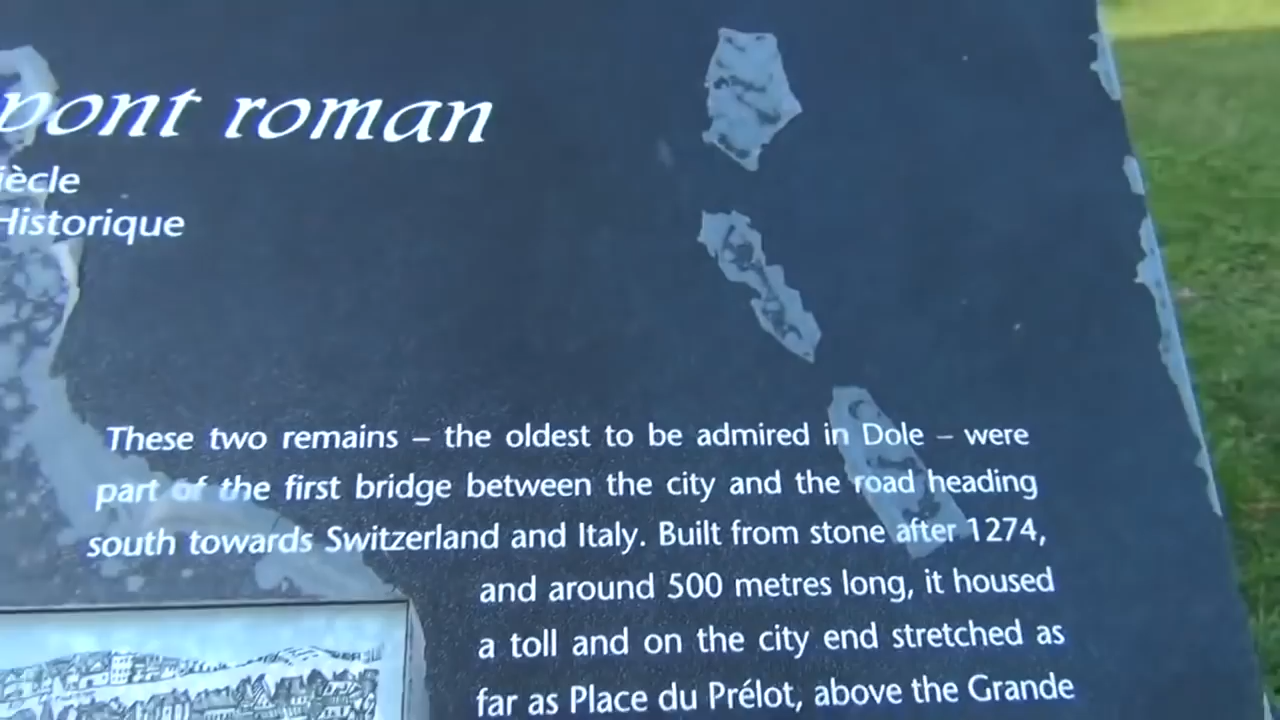 pont roman
iècle
Historique
These two remains – the oldest to be admired in Dole – were
part of the first bridge between the city and the road heading
south towards Switzerland and Italy. Built from stone after 1274,
and around 500 metres long, it housed
a toll and on the city end stretched as
far as Place du Prélot, above the Grande